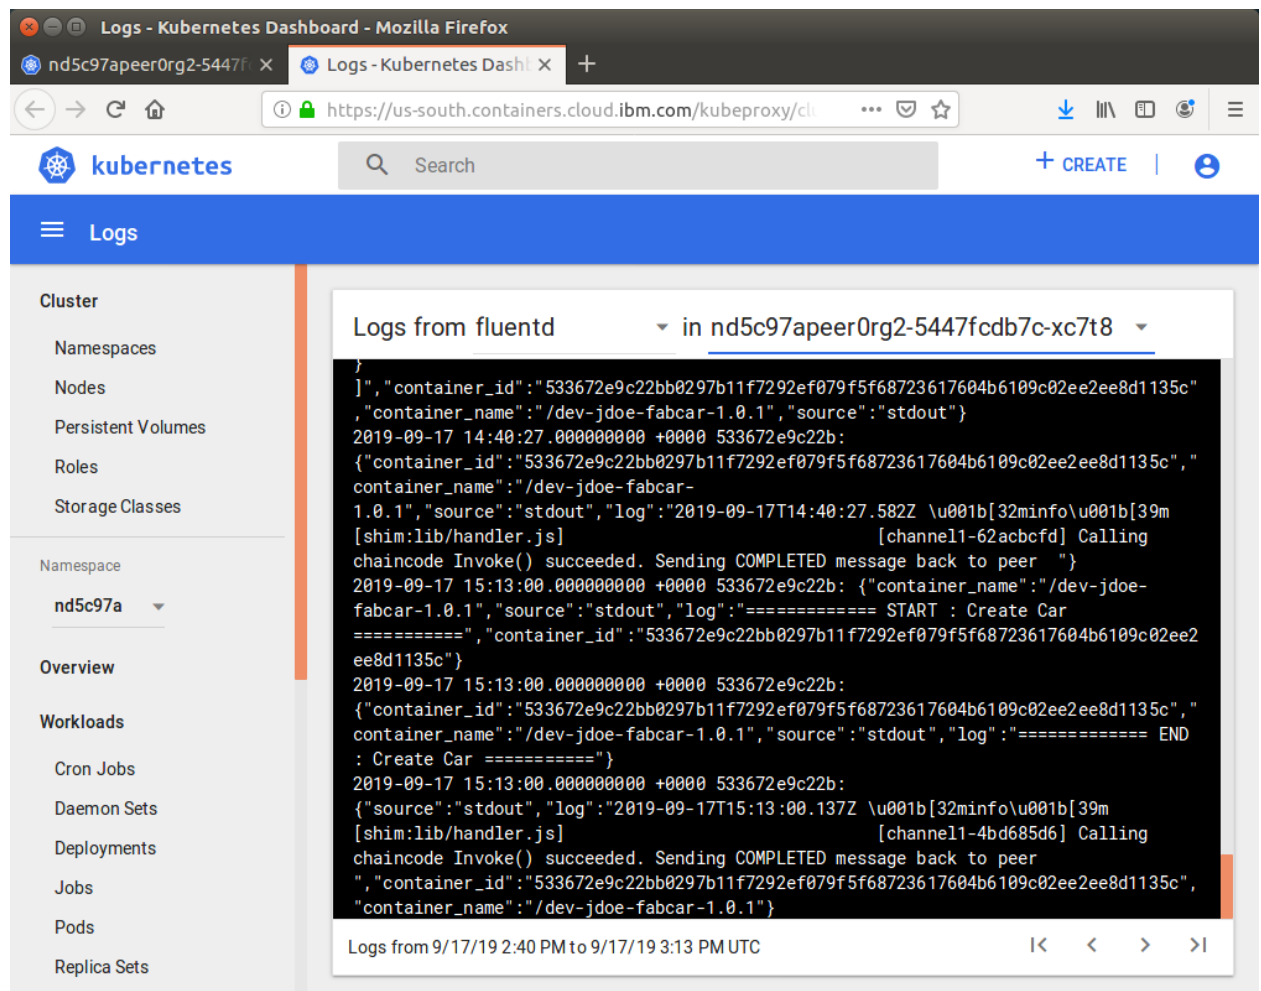 Logs - Kubernetes Dashboard - Mozilla Firefox
nd5c97apeer0rg2-5447f
Logs - Kubernetes Dash
https://us-south.containers.cloud.ibm.com/kubeproxy/cl
kubernetes
Search
+ CREATE
Logs
Cluster
Namespaces
Nodes
Persistent Volumes
Roles
Storage Classes
Namespace
nd5c97a
Overview
Workloads
Cron Jobs
Daemon Sets
Deployments
Jobs
Pods
Replica Sets
Logs from fluentd in nd5c97apeer0rg2-5447fcdb7c-xc7t8
}
]","container_id":"533672e9c22bb0297b11f7292ef079f5f68723617604b6109c02ee2ee8d1135c"
,"container_name":"/dev-jdoe-fabcar-1.0.1","source":"stdout"}
2019-09-17 14:40:27.000000000 +0000 533672e9c22b:
{"container_id":"533672e9c22bb0297b11f7292ef079f5f68723617604b6109c02ee2ee8d1135c","
container_name":"/dev-jdoe-fabcar-
1.0.1","source":"stdout","log":"2019-09-17T14:40:27.582Z \u001b[32minfo\u001b[39m
[shim:lib/handler.js] [channel1-62acbcfd] Calling
chaincode Invoke() succeeded. Sending COMPLETED message back to peer "}
2019-09-17 15:13:00.000000000 +0000 533672e9c22b: {"container_name":"/dev-jdoe-
fabcar-1.0.1","source":"stdout","log":"============= START : Create Car
===========","container_id":"533672e9c22bb0297b11f7292ef079f5f68723617604b6109c02ee2
ee8d1135c"}
2019-09-17 15:13:00.000000000 +0000 533672e9c22b:
{"container_id":"533672e9c22bb0297b11f7292ef079f5f68723617604b6109c02ee2ee8d1135c","
container_name":"/dev-jdoe-fabcar-1.0.1","source":"stdout","log":"============= END
: Create Car ==========="}
2019-09-17 15:13:00.000000000 +0000 533672e9c22b:
{"source":"stdout","log":"2019-09-17T15:13:00.137Z \u001b[32minfo\u001b[39m
[shim:lib/handler.js] [channel1-4bd685d6] Calling
chaincode Invoke() succeeded. Sending COMPLETED message back to peer
","container_id":"533672e9c22bb0297b11f7292ef079f5f68723617604b6109c02ee2ee8d1135c",
"container_name":"/dev-jdoe-fabcar-1.0.1"}
Logs from 9/17/19 2:40 PM to 9/17/19 3:13 PM UTC